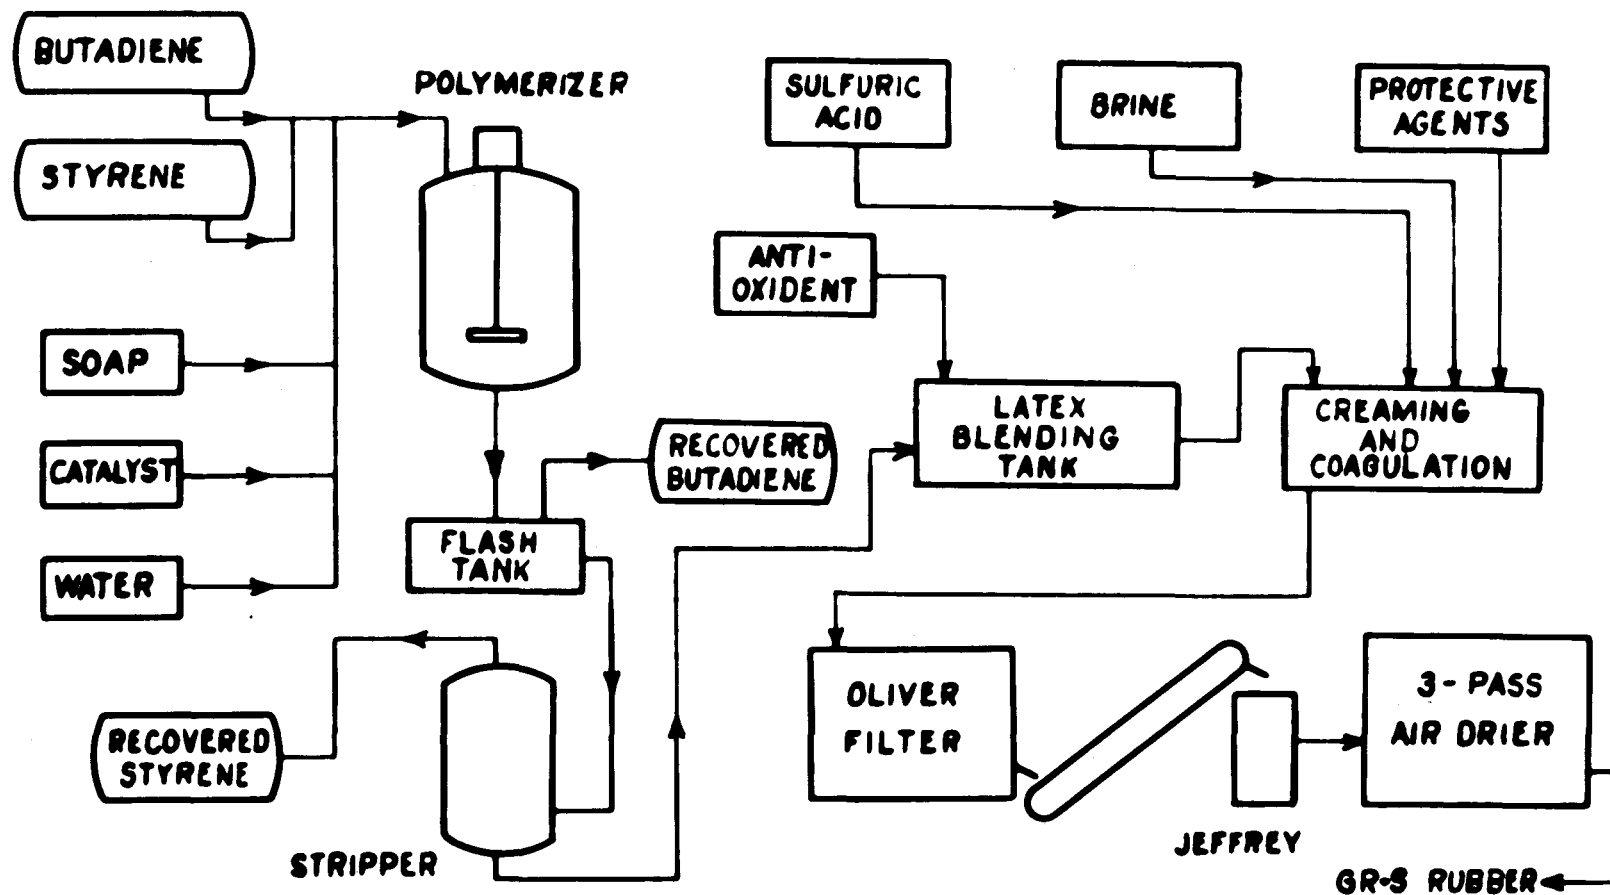 BUTADIENE
STYRENE
POLYMERIZER
SULFURIC
ACID
BRINE
PROTECTIVE
AGENTS
ANTI-
OXIDENT
SOAP
CATALYST
WATER
RECOVERED
BUTADIENE
LATEX
BLENDING
TANK
CREAMING
AND
COAGULATION
FLASH
TANK
RECOVERED
STYRENE
STRIPPER
OLIVER
FILTER
JEFFREY
3-PASS
AIR DRIER
GR-S RUBBER